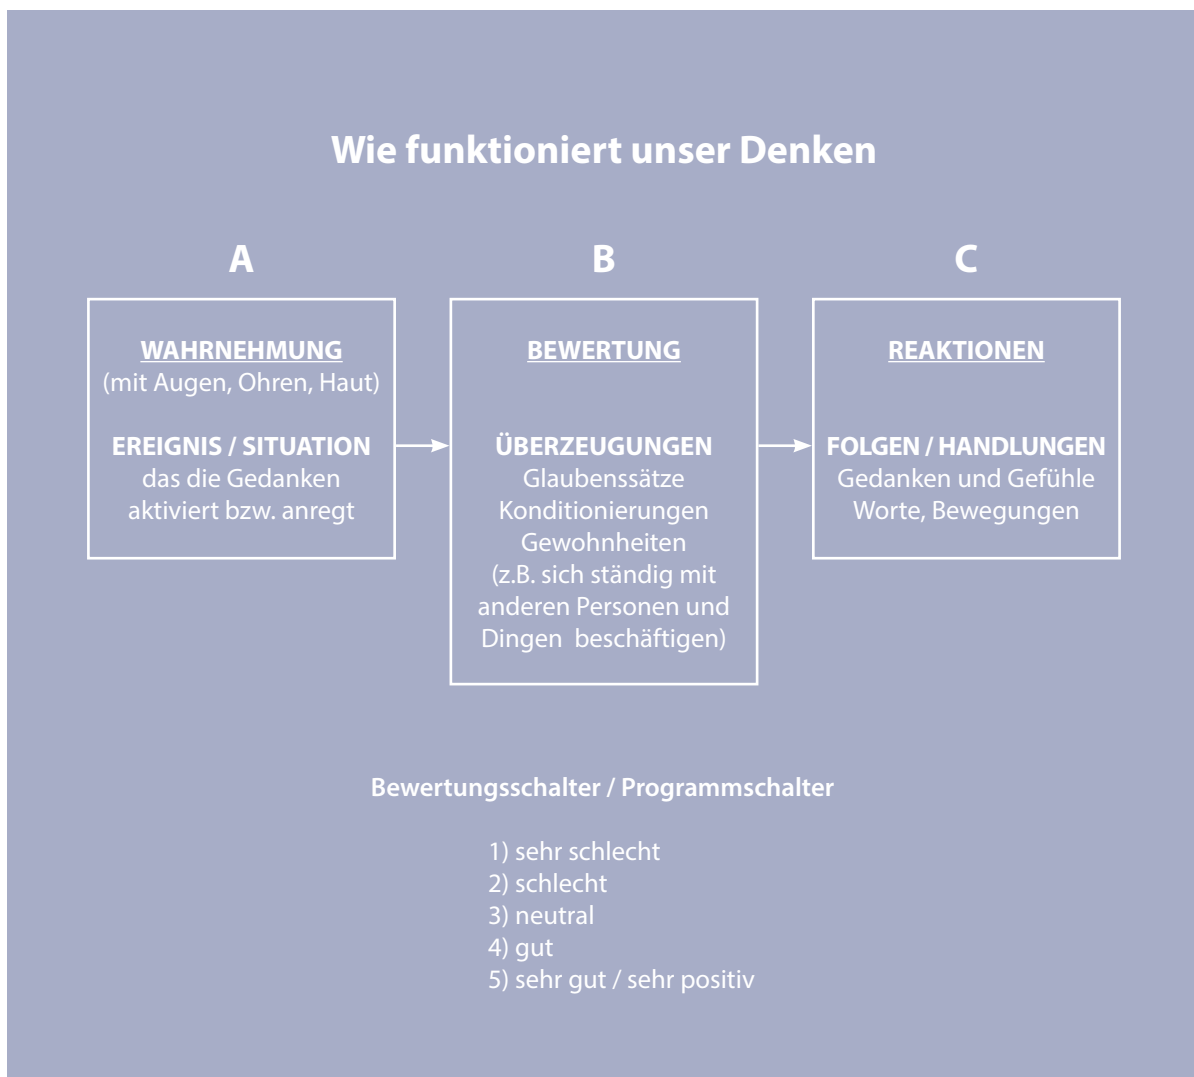 Wie funktioniert unser Denken
A
WAHRNEHMUNG
(mit Augen, Ohren, Haut)
EREIGNIS / SITUATION
das die Gedanken
aktiviert bzw. anregt
B
BEWERTUNG
ÜBERZEUGUNGEN
Glaubenssätze
Konditionierungen
Gewohnheiten
(z.B. sich ständig mit
anderen Personen und
Dingen beschäftigen)
C
REAKTIONEN
FOLGEN / HANDLUNGEN
Gedanken und Gefühle
Worte, Bewegungen
Bewertungsschalter / Programmschalter
1) sehr schlecht
2) schlecht
3) neutral
4) gut
5) sehr gut / sehr positiv